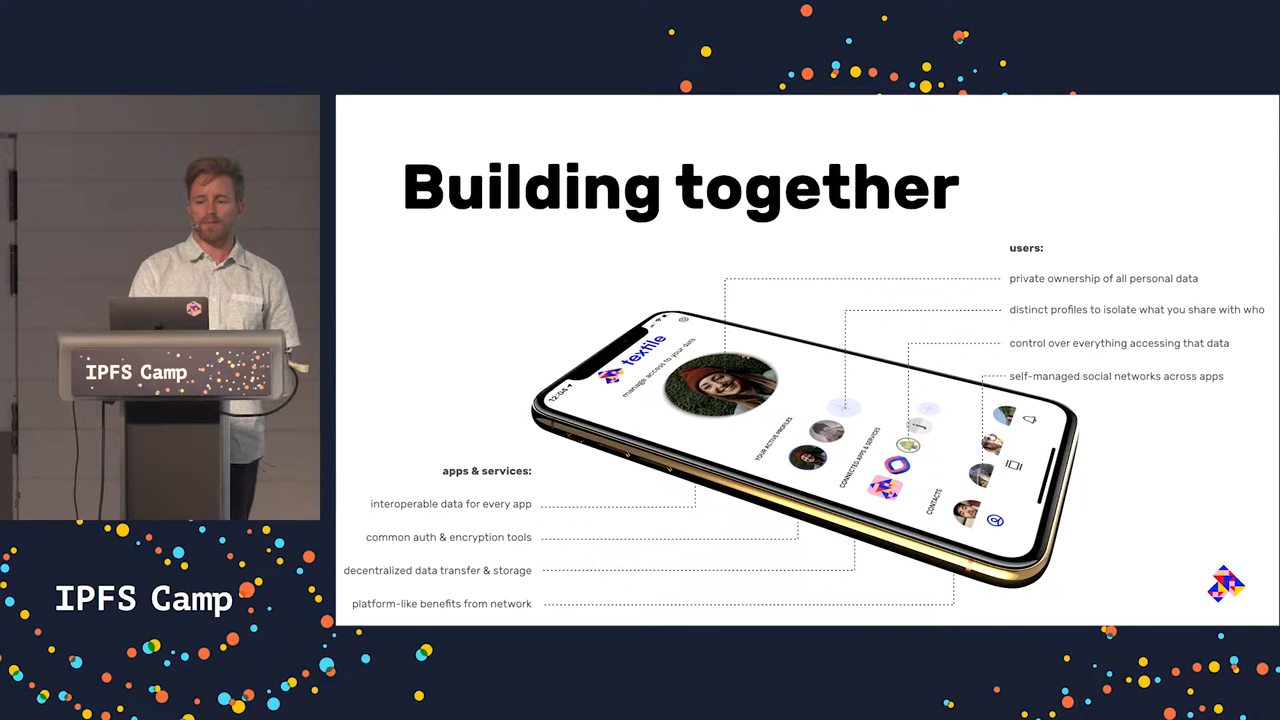 Building together
users:
private ownership of all personal data
distinct profiles to isolate what you share with who
control over everything accessing that data
self-managed social networks across apps
12:04
textile
manage access to your data
YOUR ACTIVE PROFILES
CONNECTED APPS & SERVICES
CONTACTS
apps & services:
interoperable data for every app
common auth & encryption tools
decentralized data transfer & storage
platform-like benefits from network
IPFS Camp
IPFS Camp